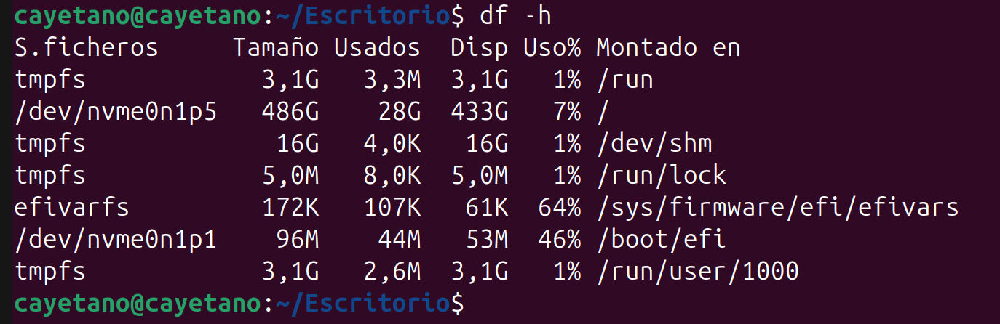 cayetano@cayetano:~/Escritorio$ df -h
S.ficheros     Tamaño Usados  Disp Uso% Montado en
tmpfs            3,1G   3,3M  3,1G   1% /run
/dev/nvme0n1p5   486G    28G  433G   7% /
tmpfs             16G   4,0K   16G   1% /dev/shm
tmpfs            5,0M   8,0K  5,0M   1% /run/lock
efivarfs         172K   107K   61K  64% /sys/firmware/efi/efivars
/dev/nvme0n1p1    96M    44M   53M  46% /boot/efi
tmpfs            3,1G   2,6M  3,1G   1% /run/user/1000
cayetano@cayetano:~/Escritorio$